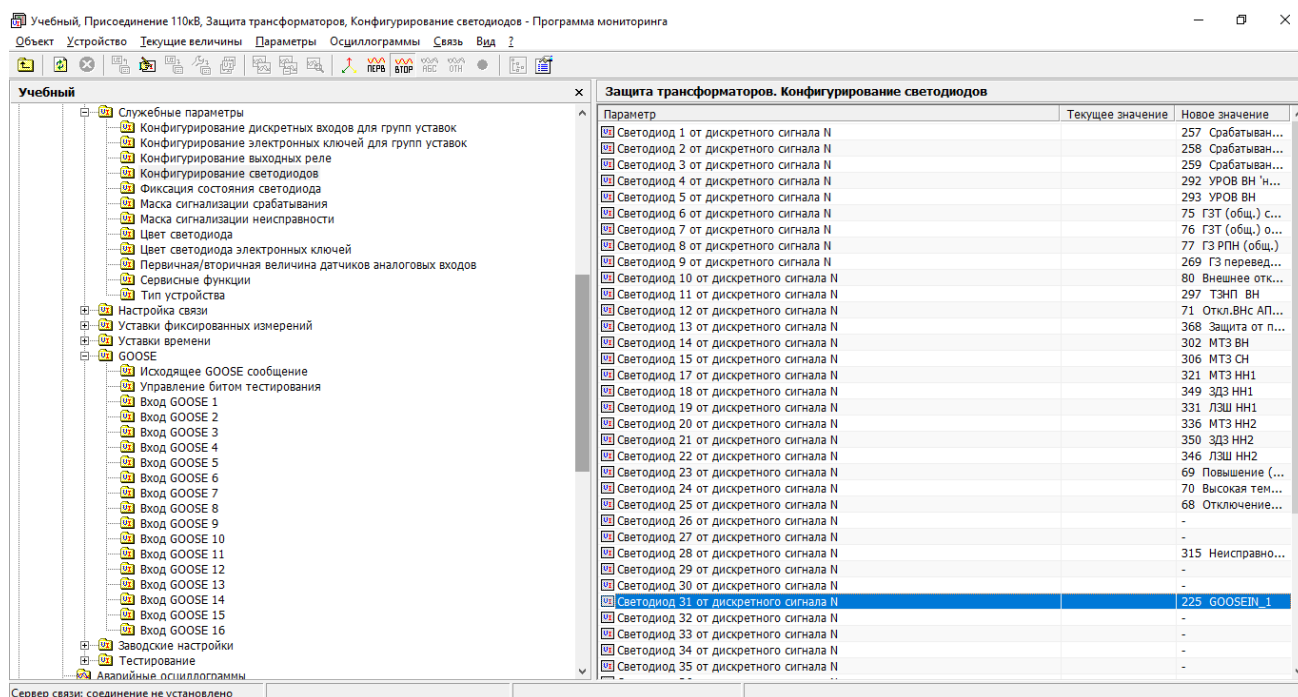 Учебный, Присоединение 110кВ, Защита трансформаторов, Конфигурирование светодиодов - Программа мониторинга
Объект Устройство Текущие величины Параметры Осциллограммы Связь Вид ?
ПЕРВ ВТОР АБС ОТН
Учебный
Служебные параметры
Конфигурирование дискретных входов для групп уставок
Конфигурирование электронных ключей для групп уставок
Конфигурирование выходных реле
Конфигурирование светодиодов
Фиксация состояния светодиода
Маска сигнализации срабатывания
Маска сигнализации неисправности
Цвет светодиода
Цвет светодиода электронных ключей
Первичная/вторичная величина датчиков аналоговых входов
Сервисные функции
Тип устройства
Настройка связи
Уставки фиксированных измерений
Уставки времени
GOOSE
Исходящее GOOSE сообщение
Управление битом тестирования
Вход GOOSE 1
Вход GOOSE 2
Вход GOOSE 3
Вход GOOSE 4
Вход GOOSE 5
Вход GOOSE 6
Вход GOOSE 7
Вход GOOSE 8
Вход GOOSE 9
Вход GOOSE 10
Вход GOOSE 11
Вход GOOSE 12
Вход GOOSE 13
Вход GOOSE 14
Вход GOOSE 15
Вход GOOSE 16
Заводские настройки
Тестирование
Аварийные осциллограммы
Защита трансформаторов. Конфигурирование светодиодов
Параметр Текущее значение Новое значение
Светодиод 1 от дискретного сигнала N 257 Срабатыван...
Светодиод 2 от дискретного сигнала N 258 Срабатыван...
Светодиод 3 от дискретного сигнала N 259 Срабатыван...
Светодиод 4 от дискретного сигнала N 292 УРОВ ВН 'н...
Светодиод 5 от дискретного сигнала N 293 УРОВ ВН
Светодиод 6 от дискретного сигнала N 75 ГЗТ (общ.) с...
Светодиод 7 от дискретного сигнала N 76 ГЗТ (общ.) о...
Светодиод 8 от дискретного сигнала N 77 ГЗ РПН (общ.)
Светодиод 9 от дискретного сигнала N 269 ГЗ перевед...
Светодиод 10 от дискретного сигнала N 80 Внешнее отк...
Светодиод 11 от дискретного сигнала N 297 ТЗНП ВН
Светодиод 12 от дискретного сигнала N 71 Откл.ВНс АП...
Светодиод 13 от дискретного сигнала N 368 Защита от п...
Светодиод 14 от дискретного сигнала N 302 МТЗ ВН
Светодиод 15 от дискретного сигнала N 306 МТЗ СН
Светодиод 17 от дискретного сигнала N 321 МТЗ НН1
Светодиод 18 от дискретного сигнала N 349 ЗДЗ НН1
Светодиод 19 от дискретного сигнала N 331 ЛЗШ НН1
Светодиод 20 от дискретного сигнала N 336 МТЗ НН2
Светодиод 21 от дискретного сигнала N 350 ЗДЗ НН2
Светодиод 22 от дискретного сигнала N 346 ЛЗШ НН2
Светодиод 23 от дискретного сигнала N 69 Повышение (...
Светодиод 24 от дискретного сигнала N 70 Высокая тем...
Светодиод 25 от дискретного сигнала N 68 Отключение...
Светодиод 26 от дискретного сигнала N -
Светодиод 27 от дискретного сигнала N -
Светодиод 28 от дискретного сигнала N 315 Неисправно...
Светодиод 29 от дискретного сигнала N -
Светодиод 30 от дискретного сигнала N -
Светодиод 31 от дискретного сигнала N 225 GOOSEIN_1
Светодиод 32 от дискретного сигнала N -
Светодиод 33 от дискретного сигнала N -
Светодиод 34 от дискретного сигнала N -
Светодиод 35 от дискретного сигнала N -
Сервер связи: соединение не установлено